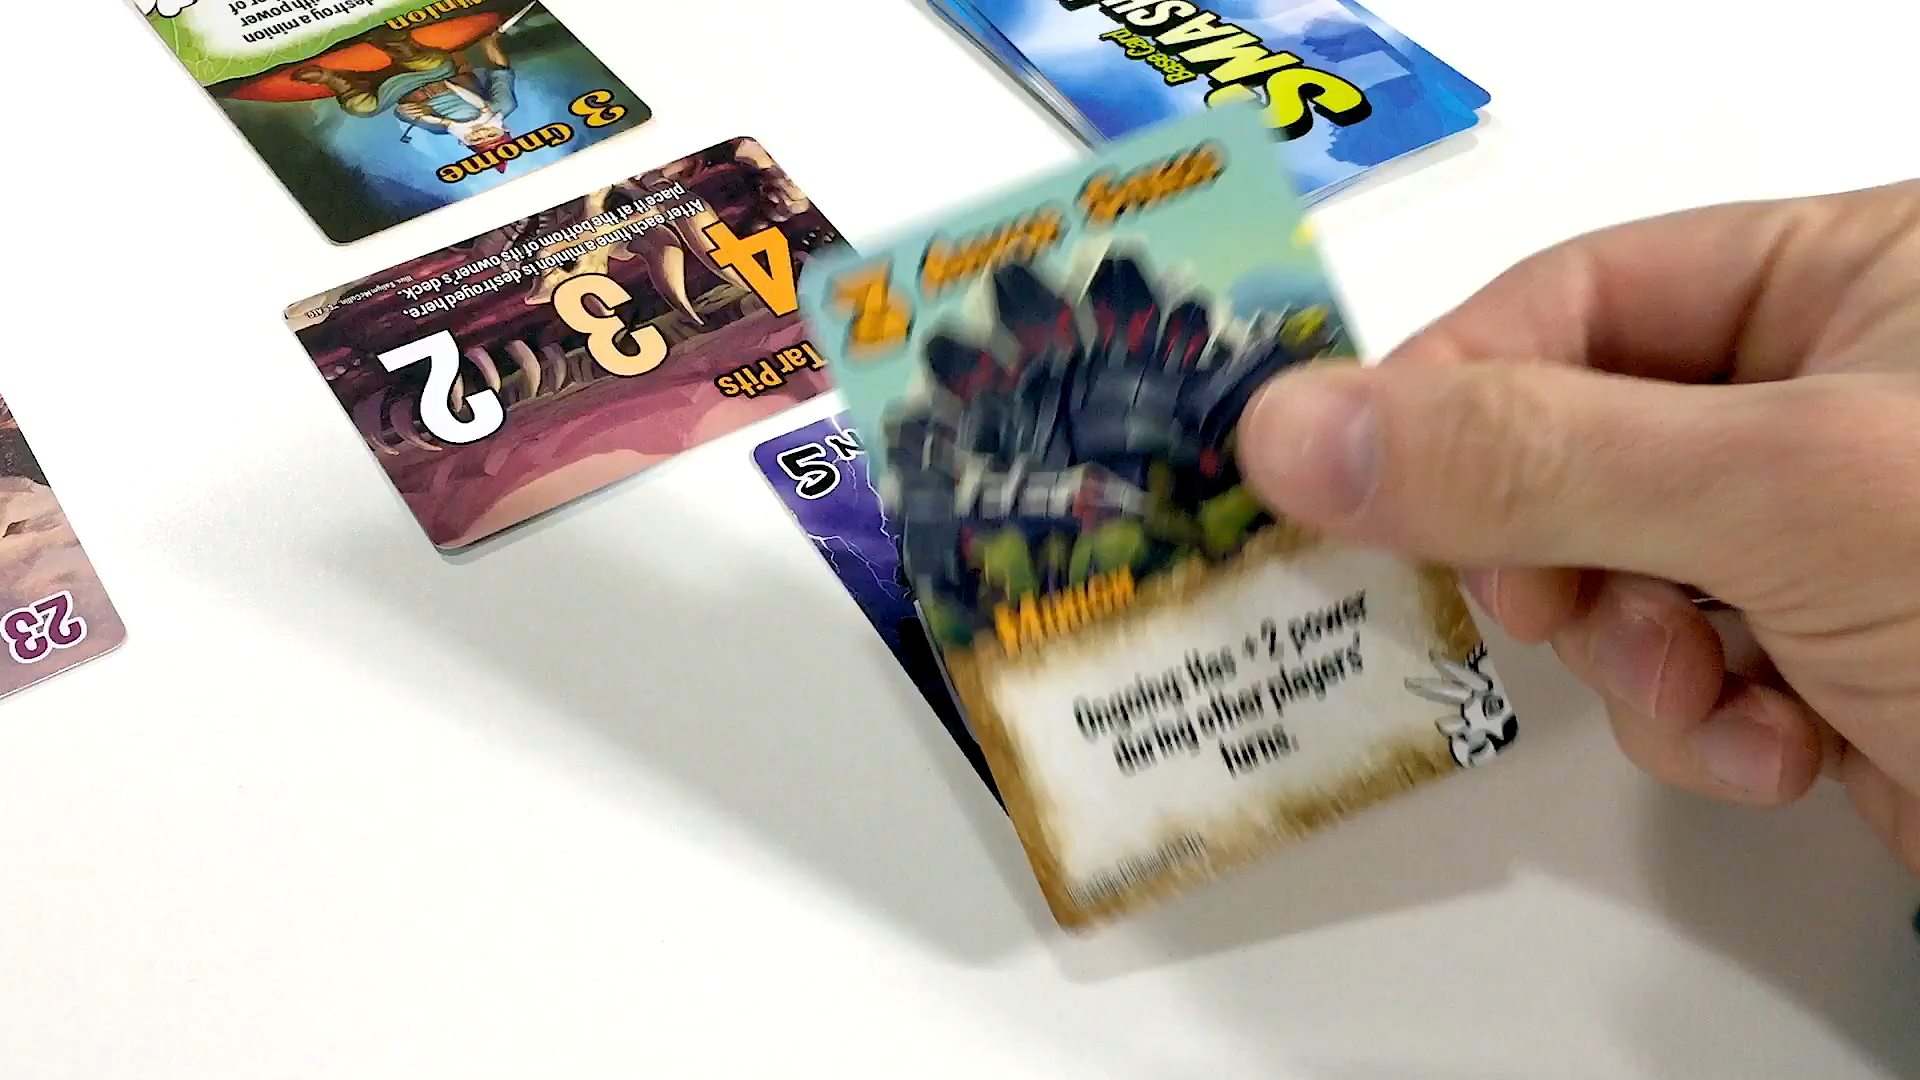 destroy a minion
with power
er of
Minion
3 Gnome
Base Card
SMASH
After each time a minion is destroyed here,
place it at the bottom of its owner's deck.
4
3
2
Tar Pits
5 N
23
Minion
Ongoing: Has +2 power
during other players'
turns.